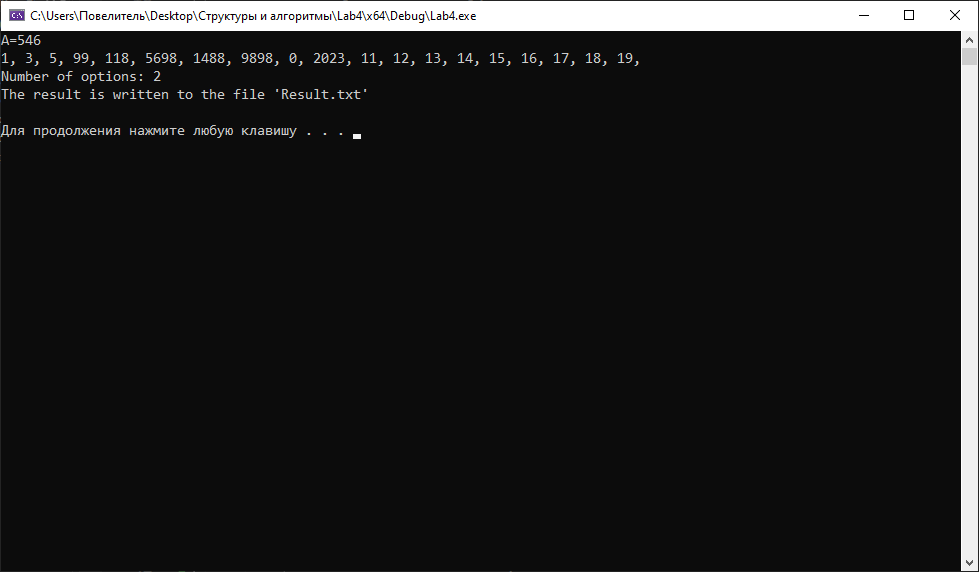 C:\Users\Повелитель\Desktop\Структуры и алгоритмы\Lab4\x64\Debug\Lab4.exe
A=546
1, 3, 5, 99, 118, 5698, 1488, 9898, 0, 2023, 11, 12, 13, 14, 15, 16, 17, 18, 19,
Number of options: 2
The result is written to the file 'Result.txt'
Для продолжения нажмите любую клавишу . . .